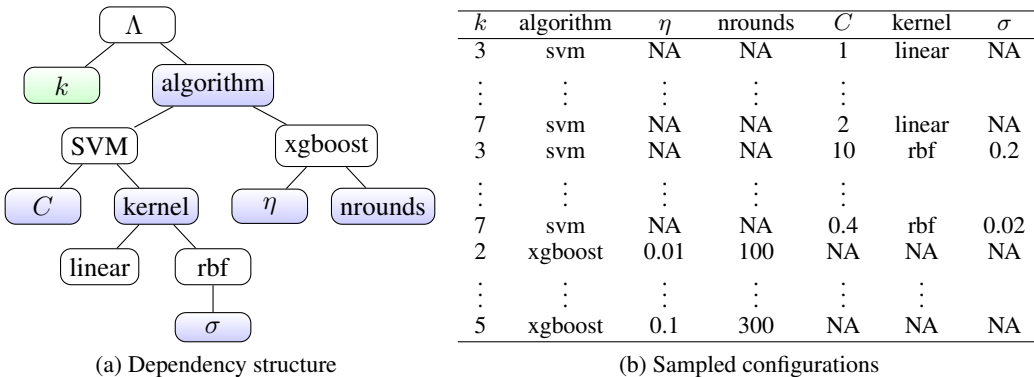 Λ
k algorithm
SVM xgboost
C kernel η nrounds
linear rbf
σ
(a) Dependency structure
k algorithm η nrounds C kernel σ
3 svm NA NA 1 linear NA
⋮ ⋮ ⋮ ⋮ ⋮
7 svm NA NA 2 linear NA
3 svm NA NA 10 rbf 0.2
⋮ ⋮ ⋮ ⋮ ⋮
7 svm NA NA 0.4 rbf 0.02
2 xgboost 0.01 100 NA NA NA
⋮ ⋮ ⋮ ⋮ ⋮ ⋮
5 xgboost 0.1 300 NA NA NA
(b) Sampled configurations